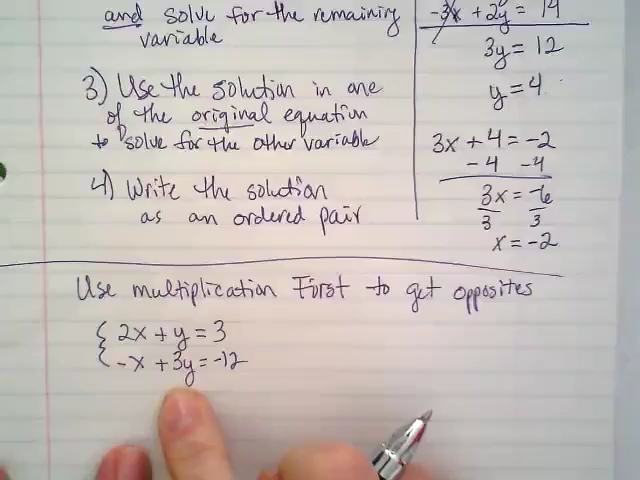 and solve for the remaining
variable
3) Use the solution in one
of the original equation
to solve for the other variable
4) Write the solution
as an ordered pair
-3x + 2y = 14
3y = 12
y = 4
3x + 4 = -2
-4 -4
3x = -6
3 3
x = -2
Use multiplication First to get opposites
{ 2x + y = 3
{ -x + 3y = -12